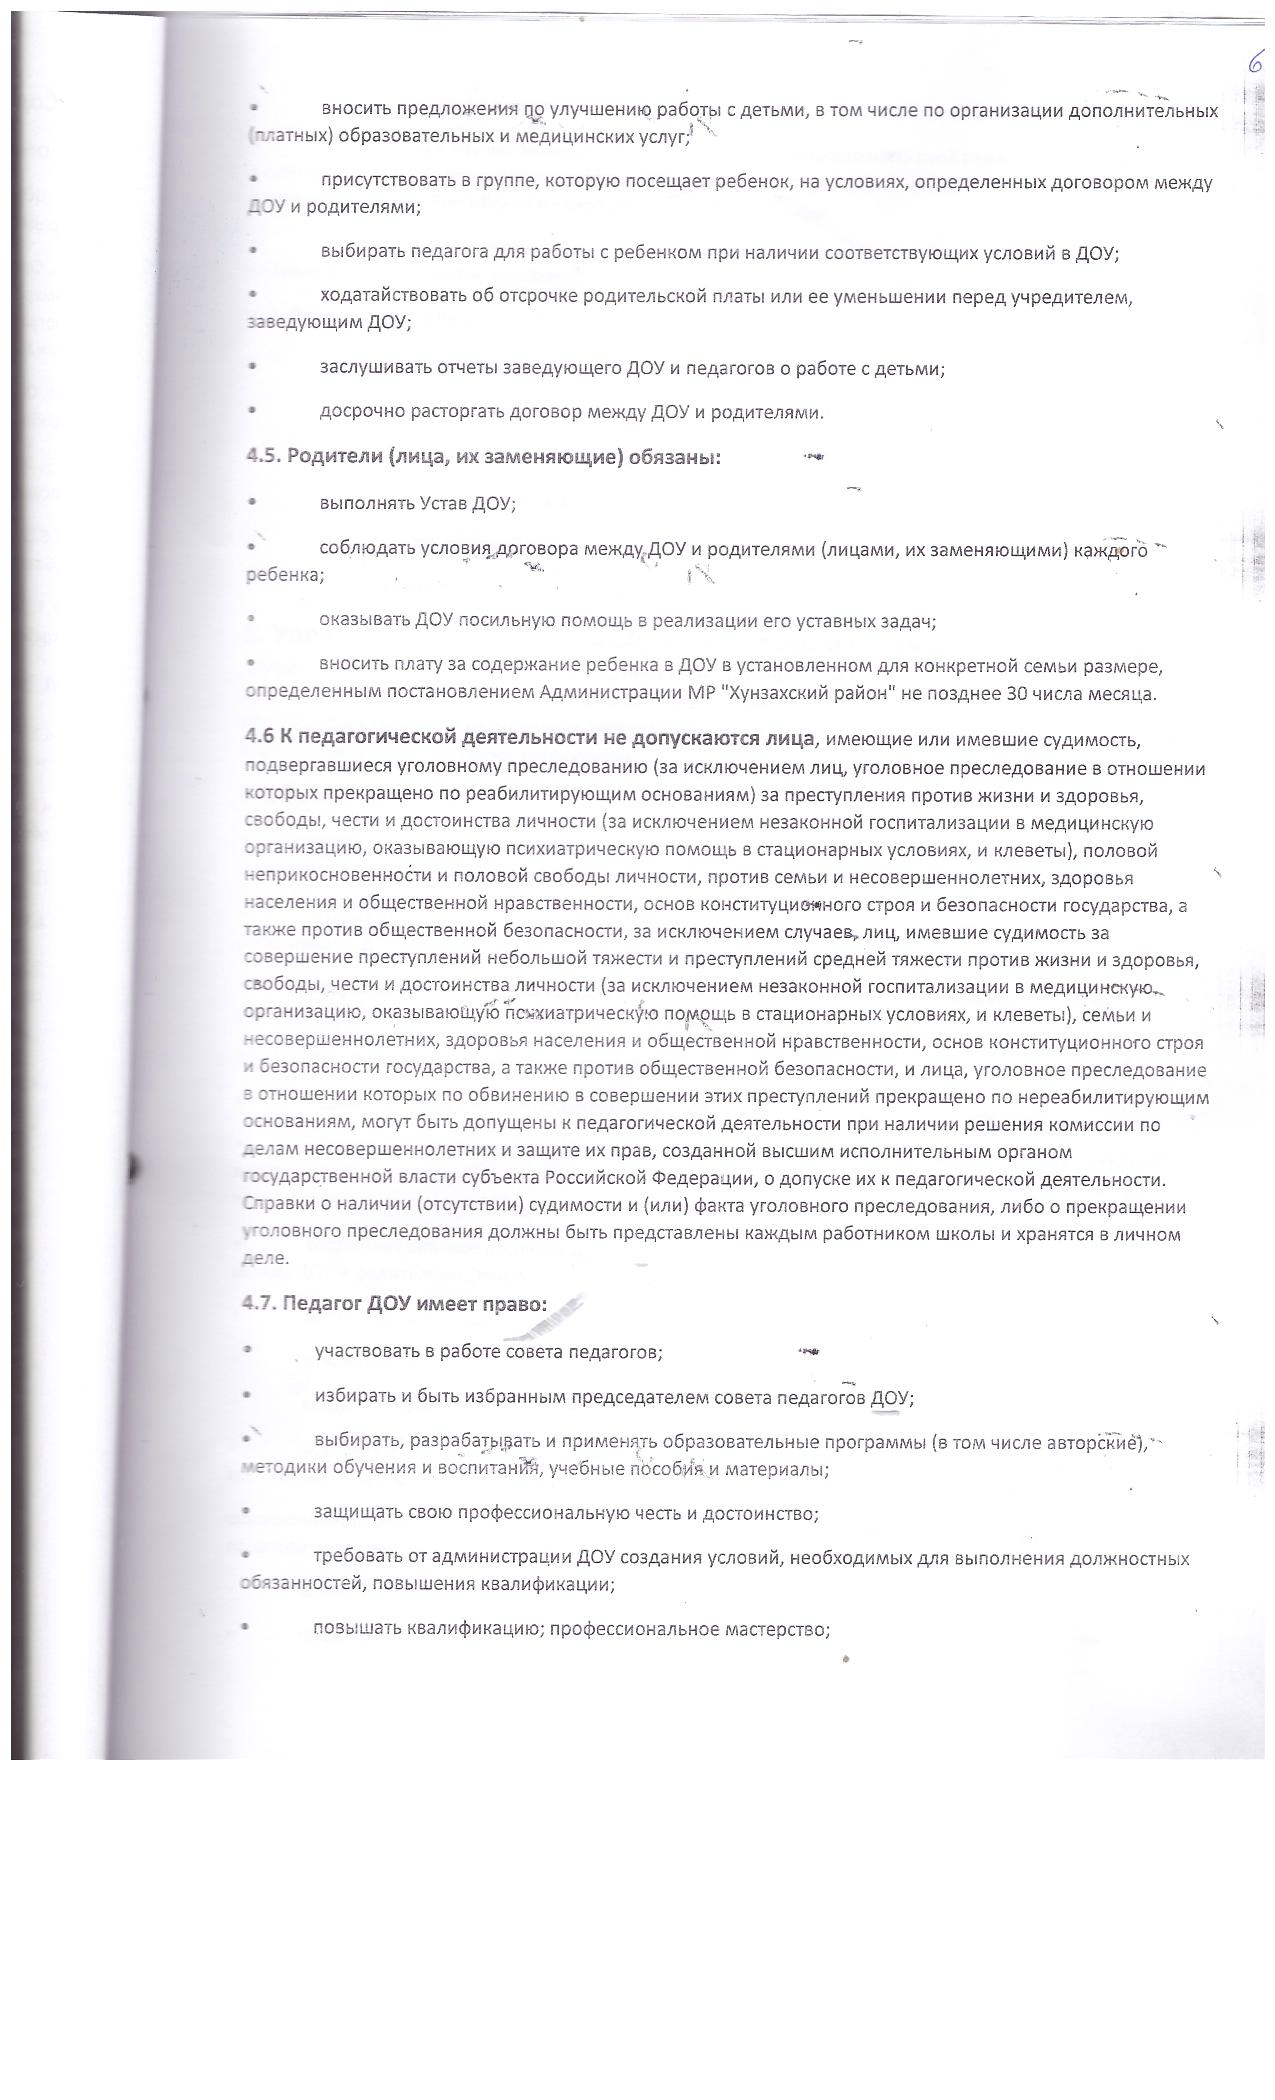 6
• вносить предложения по улучшению работы с детьми, в том числе по организации дополнительных
(платных) образовательных и медицинских услуг;
• присутствовать в группе, которую посещает ребенок, на условиях, определенных договором между
ДОУ и родителями;
• выбирать педагога для работы с ребенком при наличии соответствующих условий в ДОУ;
• ходатайствовать об отсрочке родительской платы или ее уменьшении перед учредителем,
заведующим ДОУ;
• заслушивать отчеты заведующего ДОУ и педагогов о работе с детьми;
• досрочно расторгать договор между ДОУ и родителями.
4.5. Родители (лица, их заменяющие) обязаны:
• выполнять Устав ДОУ;
• соблюдать условия договора между ДОУ и родителями (лицами, их заменяющими) каждого
ребенка;
• оказывать ДОУ посильную помощь в реализации его уставных задач;
• вносить плату за содержание ребенка в ДОУ в установленном для конкретной семьи размере,
определенным постановлением Администрации МР "Хунзахский район" не позднее 30 числа месяца.
4.6 К педагогической деятельности не допускаются лица, имеющие или имевшие судимость,
подвергавшиеся уголовному преследованию (за исключением лиц, уголовное преследование в отношении
которых прекращено по реабилитирующим основаниям) за преступления против жизни и здоровья,
свободы, чести и достоинства личности (за исключением незаконной госпитализации в медицинскую
организацию, оказывающую психиатрическую помощь в стационарных условиях, и клеветы), половой
неприкосновенности и половой свободы личности, против семьи и несовершеннолетних, здоровья
населения и общественной нравственности, основ конституционного строя и безопасности государства, а
также против общественной безопасности, за исключением случаев, лиц, имевшие судимость за
совершение преступлений небольшой тяжести и преступлений средней тяжести против жизни и здоровья,
свободы, чести и достоинства личности (за исключением незаконной госпитализации в медицинскую
организацию, оказывающую психиатрическую помощь в стационарных условиях, и клеветы), семьи и
несовершеннолетних, здоровья населения и общественной нравственности, основ конституционного строя
и безопасности государства, а также против общественной безопасности, и лица, уголовное преследование
в отношении которых по обвинению в совершении этих преступлений прекращено по нереабилитирующим
основаниям, могут быть допущены к педагогической деятельности при наличии решения комиссии по
делам несовершеннолетних и защите их прав, созданной высшим исполнительным органом
государственной власти субъекта Российской Федерации, о допуске их к педагогической деятельности.
Справки о наличии (отсутствии) судимости и (или) факта уголовного преследования, либо о прекращении
уголовного преследования должны быть представлены каждым работником школы и хранятся в личном
деле.
4.7. Педагог ДОУ имеет право:
• участвовать в работе совета педагогов;
• избирать и быть избранным председателем совета педагогов ДОУ;
• выбирать, разрабатывать и применять образовательные программы (в том числе авторские),
методики обучения и воспитания, учебные пособия и материалы;
• защищать свою профессиональную честь и достоинство;
• требовать от администрации ДОУ создания условий, необходимых для выполнения должностных
обязанностей, повышения квалификации;
• повышать квалификацию; профессиональное мастерство;